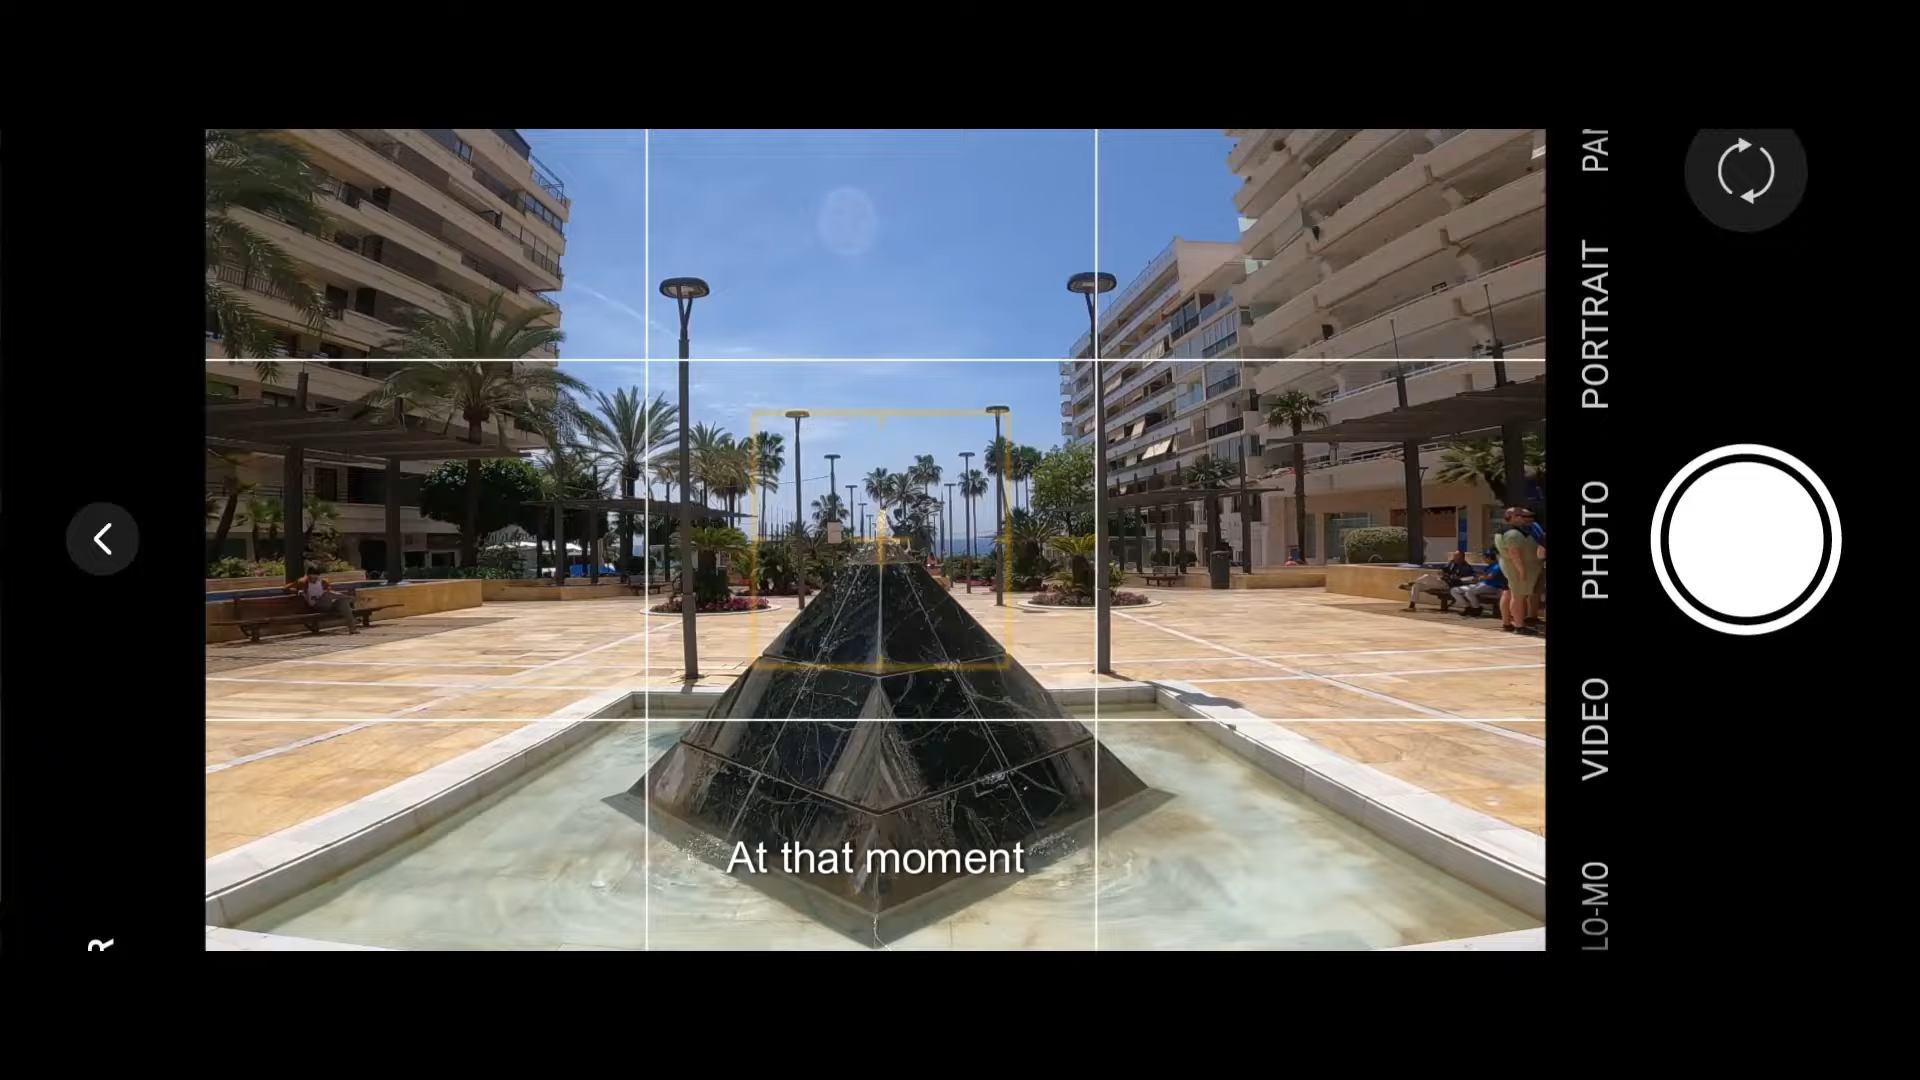 PAI
PORTRAIT
PHOTO
VIDEO
LO-MO
R
At that moment